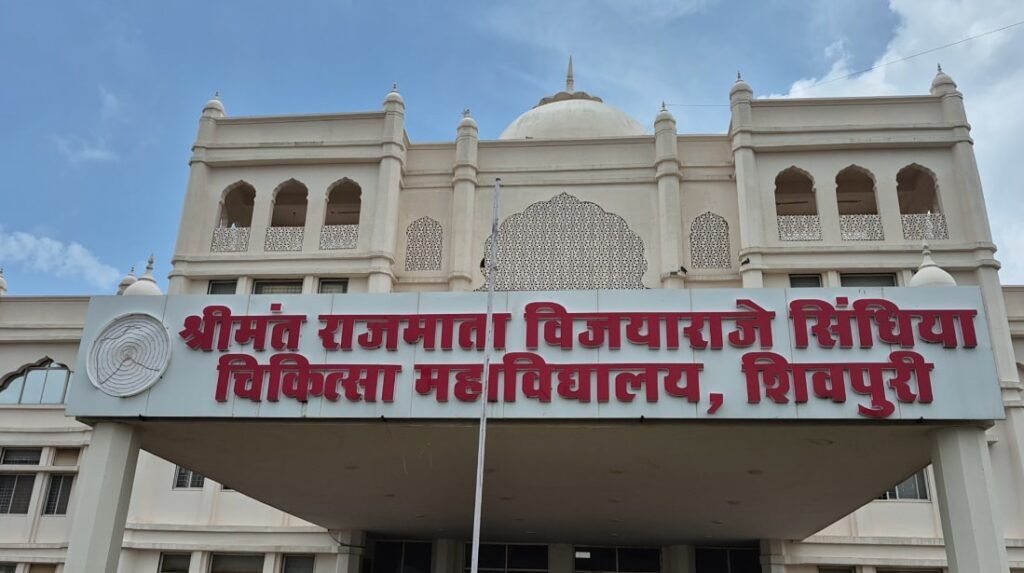 श्रीमंत राजमाता विजयाराजे सिंधिया
चिकित्सा महाविद्यालय, शिवपुरी